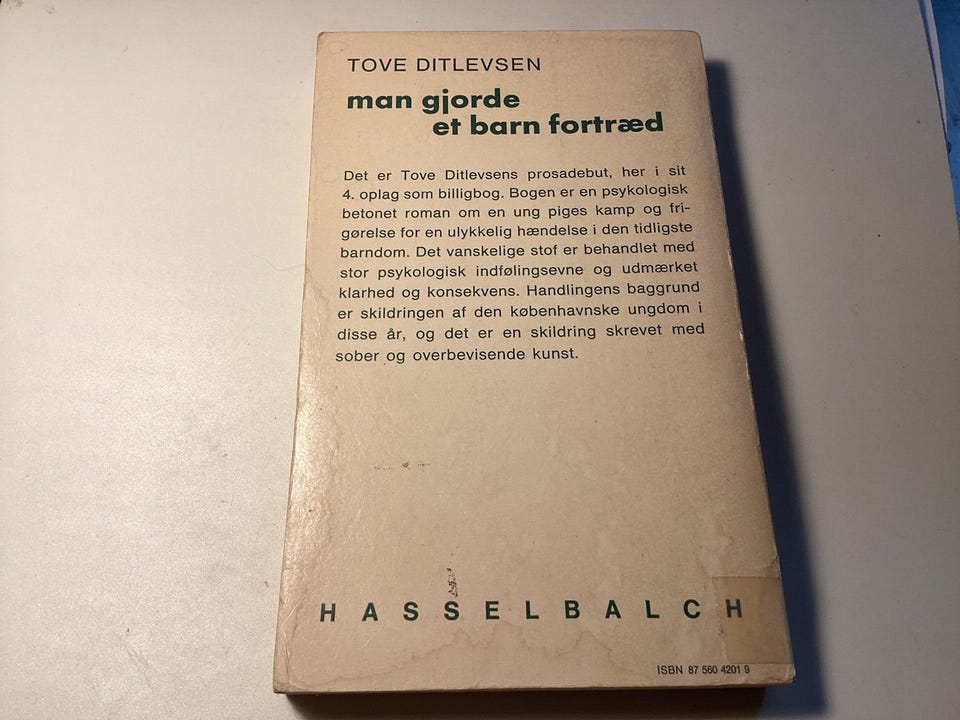 TOVE DITLEVSEN
man gjorde
et barn fortræd
Det er Tove Ditlevsens prosadebut, her i sit
4. oplag som billigbog. Bogen er en psykologisk
betonet roman om en ung piges kamp og fri-
gørelse for en ulykkelig hændelse i den tidligste
barndom. Det vanskelige stof er behandlet med
stor psykologisk indfølingsevne og udmærket
klarhed og konsekvens. Handlingens baggrund
er skildringen af den københavnske ungdom i
disse år, og det er en skildring skrevet med
sober og overbevisende kunst.
HASSELBALCH
ISBN 87 560 4201 9